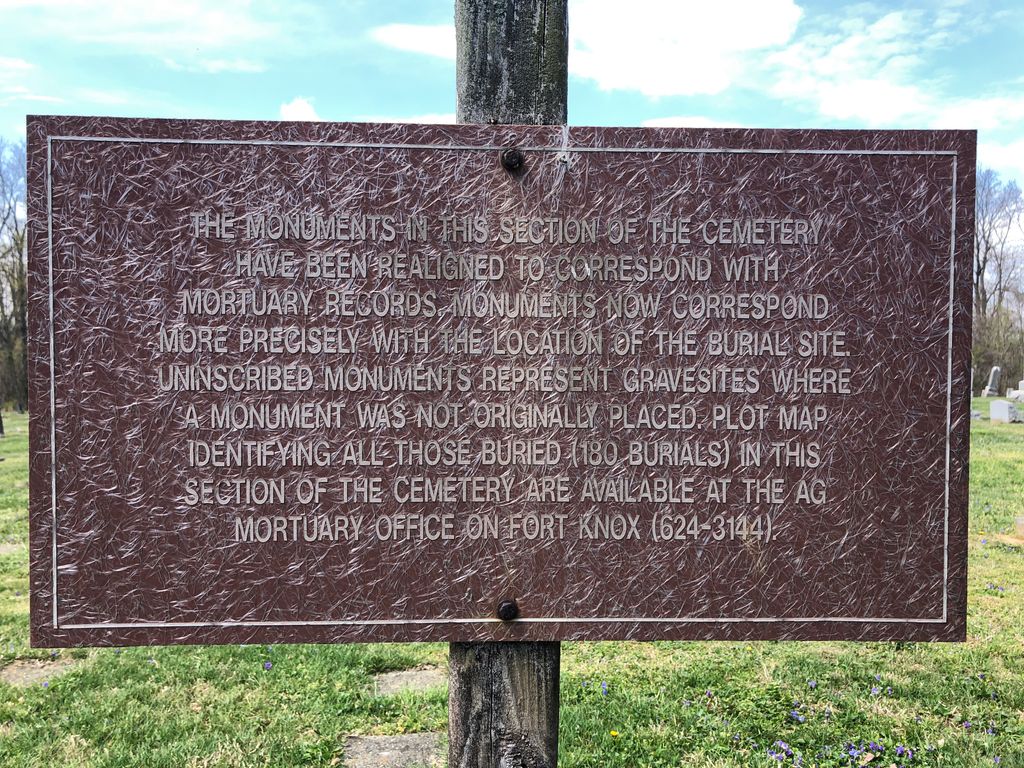 THE MONUMENTS IN THIS SECTION OF THE CEMETERY
HAVE BEEN REALIGNED TO CORRESPOND WITH
MORTUARY RECORDS. MONUMENTS NOW CORRESPOND
MORE PRECISELY WITH THE LOCATION OF THE BURIAL SITE.
UNINSCRIBED MONUMENTS REPRESENT GRAVESITES WHERE
A MONUMENT WAS NOT ORIGINALLY PLACED. PLOT MAP
IDENTIFYING ALL THOSE BURIED (180 BURIALS) IN THIS
SECTION OF THE CEMETERY ARE AVAILABLE AT THE AG
MORTUARY OFFICE ON FORT KNOX (624-3144).